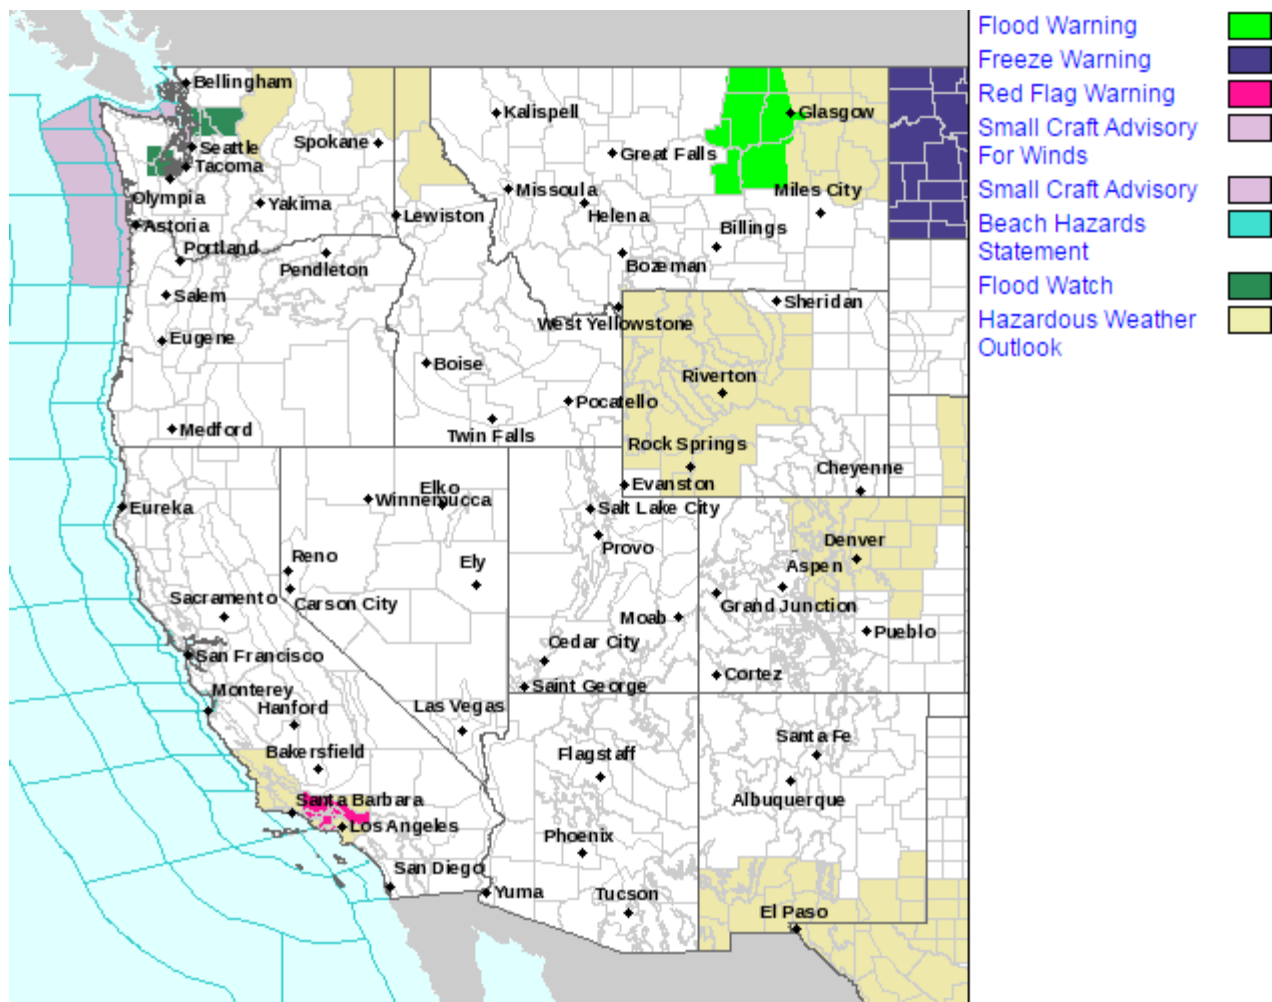 Bellingham
Kalispell
Glasgow
Seattle
Spokane
Great Falls
Tacoma
Missoula
Miles City
Olympia
Yakima
Lewiston
Helena
Astoria
Billings
Portland
Pendleton
Bozeman
Salem
Sheridan
West Yellowstone
Eugene
Boise
Riverton
Pocatello
Medford
Twin Falls
Rock Springs
Cheyenne
Evanston
Elko
Winnemucca
Eureka
Salt Lake City
Provo
Denver
Reno
Ely
Aspen
Sacramento
Carson City
Grand Junction
Moab
Pueblo
Cedar City
San Francisco
Cortez
Saint George
Monterey
Hanford
Las Vegas
Bakersfield
Flagstaff
Santa Fe
Santa Barbara
Albuquerque
Los Angeles
Phoenix
San Diego
Yuma
Tucson
El Paso
Flood Warning
Freeze Warning
Red Flag Warning
Small Craft Advisory
For Winds
Small Craft Advisory
Beach Hazards
Statement
Flood Watch
Hazardous Weather
Outlook